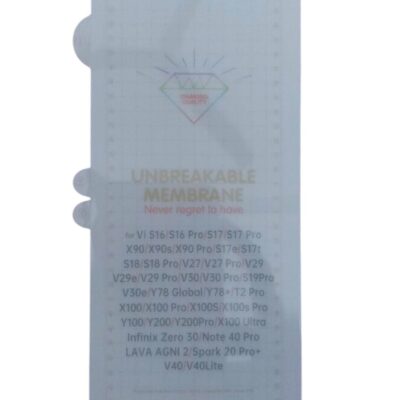 DIAMOND
QUALITY
UNBREAKABLE
MEMBRANE
Never regret to have
for Vi S16/S16 Pro/S17/S17 Pro
X90/X90s/X90 Pro/S17e/S17t
S18/S18 Pro/V27/V27 Pro/V29
V29e/V29 Pro/V30/V30 Pro/S19Pro
V30e/Y78 Global/Y78+/T2 Pro
X100/X100 Pro/X100S/X100s Pro
Y100/Y200/Y200Pro/X100 Ultra
Infinix Zero 30/Note 40 Pro
LAVA AGNI 2/Spark 20 Pro+
V40/V40Lite